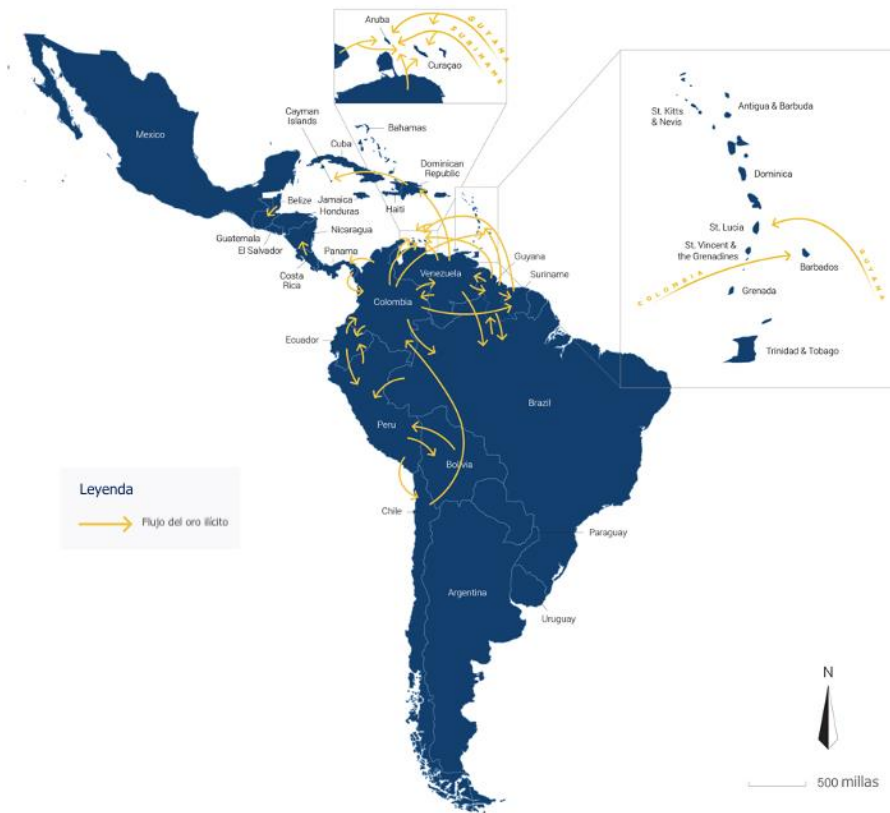 Aruba
GUYANA
SURINAME
Curaçao
Mexico
Cayman
Islands
Bahamas
Cuba
Dominican
Republic
St. Kitts
& Nevis
Antigua & Barbuda
Dominica
St. Lucia
St. Vincent &
the Grenadines
Barbados
COLOMBIA
GUYANA
Grenada
Trinidad & Tobago
Belize
Jamaica
Haiti
Honduras
Guatemala
Nicaragua
El Salvador
Panama
Costa
Rica
Venezuela
Guyana
Suriname
Colombia
Ecuador
Brazil
Peru
Bolivia
Leyenda
Flujo del oro ilícito
Chile
Paraguay
Argentina
Uruguay
N
500 millas